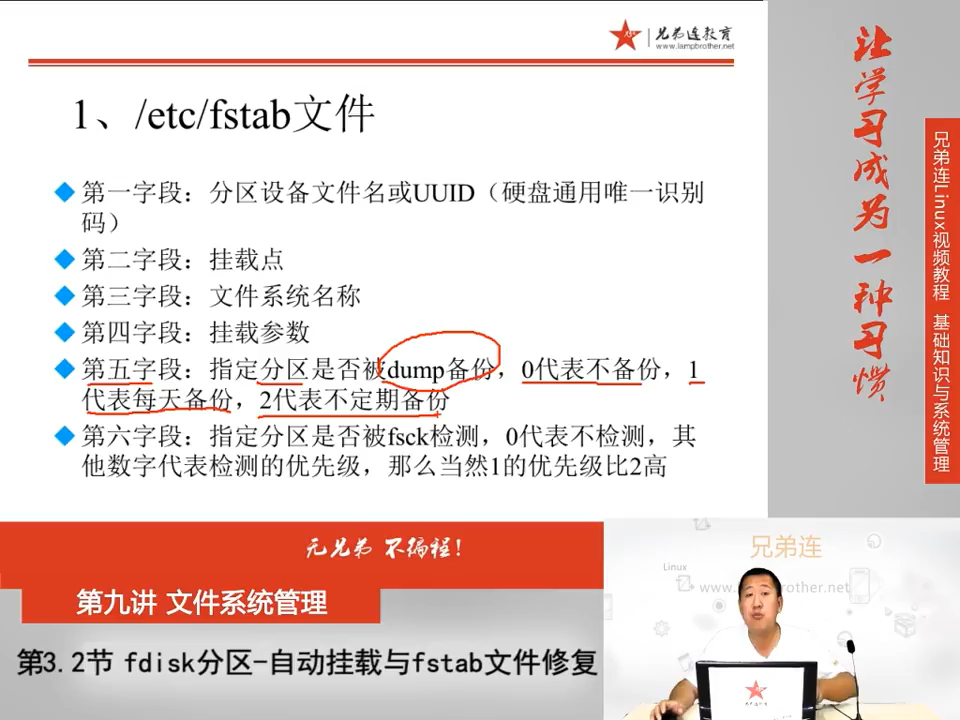 兄弟连教育
www.lampbrother.net
1、/etc/fstab文件
第一字段：分区设备文件名或UUID（硬盘通用唯一识别
码）
第二字段：挂载点
第三字段：文件系统名称
第四字段：挂载参数
第五字段：指定分区是否被dump备份，0代表不备份，1
代表每天备份，2代表不定期备份
第六字段：指定分区是否被fsck检测，0代表不检测，其
他数字代表检测的优先级，那么当然1的优先级比2高
让学习成为一种习惯
兄弟连Linux视频教程 基础知识与系统管理
无兄弟 不编程！
第九讲 文件系统管理
第3.2节 fdisk分区-自动挂载与fstab文件修复
兄弟连
Linux